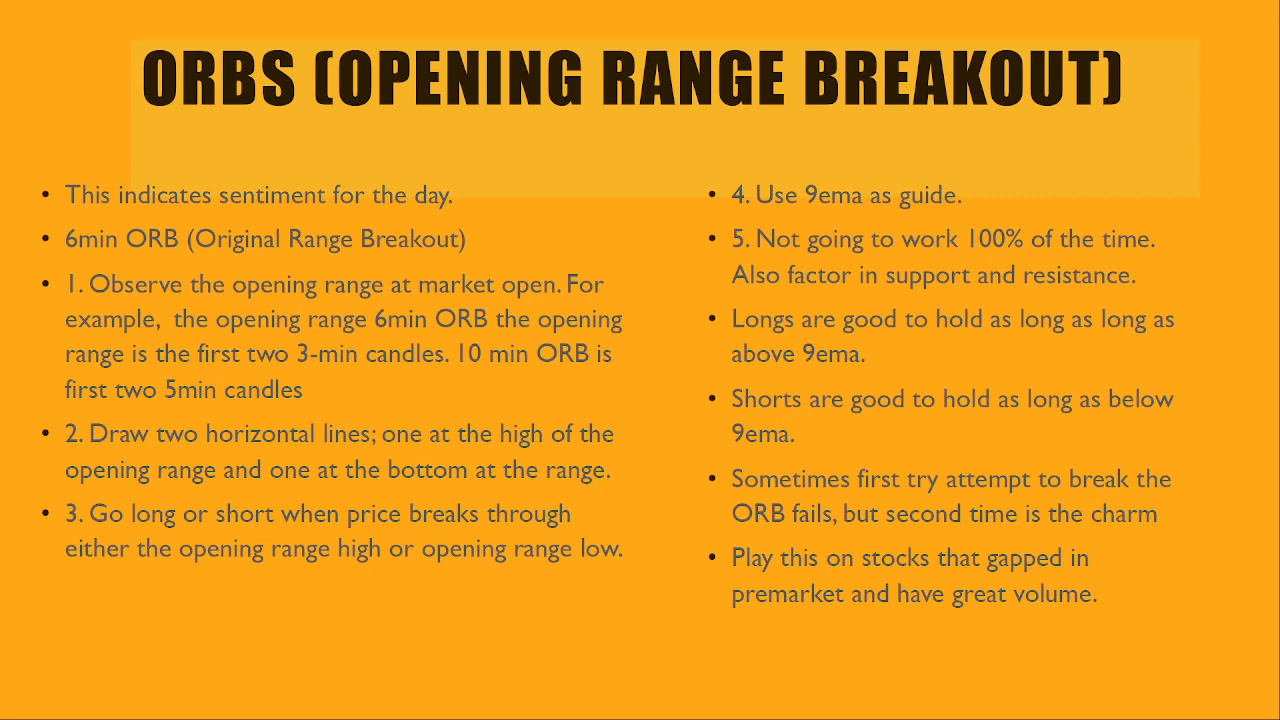 ORBS (OPENING RANGE BREAKOUT)
• This indicates sentiment for the day.
• 6min ORB (Original Range Breakout)
• 1. Observe the opening range at market open. For
example,  the opening range 6min ORB the opening
range is the first two 3-min candles. 10 min ORB is
first two 5min candles
• 2. Draw two horizontal lines; one at the high of the
opening range and one at the bottom at the range.
• 3. Go long or short when price breaks through
either the opening range high or opening range low.
• 4. Use 9ema as guide.
• 5. Not going to work 100% of the time.
Also factor in support and resistance.
• Longs are good to hold as long as long as
above 9ema.
• Shorts are good to hold as long as below
9ema.
• Sometimes first try attempt to break the
ORB fails, but second time is the charm
• Play this on stocks that gapped in
premarket and have great volume.